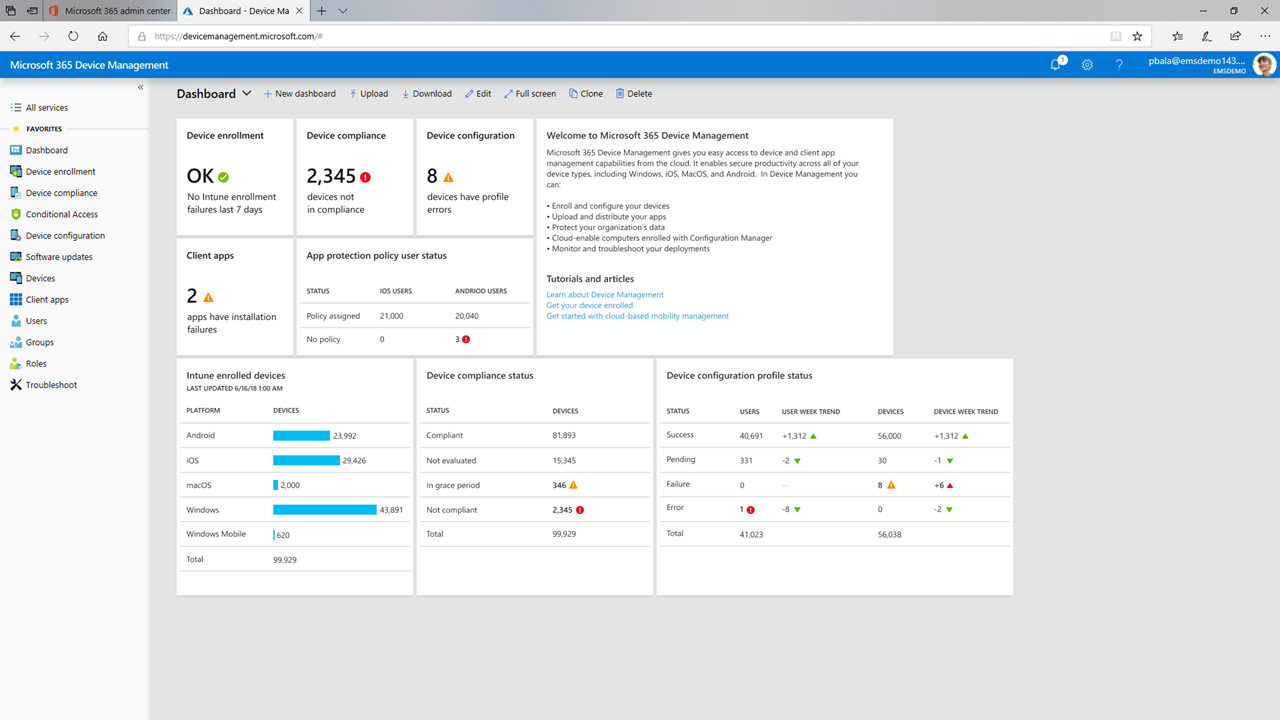 Microsoft 365 admin center
Dashboard - Device Ma
https://devicemanagement.microsoft.com/#
Microsoft 365 Device Management
1
pbala@emsdemo143....
EMSDEMO
All services
FAVORITES
Dashboard
Device enrollment
Device compliance
Conditional Access
Device configuration
Software updates
Devices
Client apps
Users
Groups
Roles
Troubleshoot
Dashboard
New dashboard
Upload
Download
Edit
Full screen
Clone
Delete
Device enrollment
OK
No Intune enrollment
failures last 7 days
Device compliance
2,345
devices not
in compliance
Device configuration
8
devices have profile
errors
Welcome to Microsoft 365 Device Management
Microsoft 365 Device Management gives you easy access to device and client app
management capabilities from the cloud. It enables secure productivity across all of your
device types, including Windows, iOS, MacOS, and Android. In Device Management you
can:
• Enroll and configure your devices
• Upload and distribute your apps
• Protect your organization's data
• Cloud-enable computers enrolled with Configuration Manager
• Monitor and troubleshoot your deployments
Tutorials and articles
Learn about Device Management
Get your device enrolled
Get started with cloud-based mobility management
Client apps
2
apps have installation
failures
App protection policy user status
STATUS IOS USERS ANDRIOD USERS
Policy assigned 21,000 20,040
No policy 0 3
Intune enrolled devices
LAST UPDATED 6/16/18 1:00 AM
PLATFORM DEVICES
Android 23,992
iOS 29,426
macOS 2,000
Windows 43,891
Windows Mobile 620
Total 99,929
Device compliance status
STATUS DEVICES
Compliant 81,893
Not evaluated 15,345
In grace period 346
Not compliant 2,345
Total 99,929
Device configuration profile status
STATUS USERS USER WEEK TREND DEVICES DEVICE WEEK TREND
Success 40,691 +1,312 56,000 +1,312
Pending 331 -2 30 -1
Failure 0 -- 8 +6
Error 1 -8 0 -2
Total 41,023 56,038